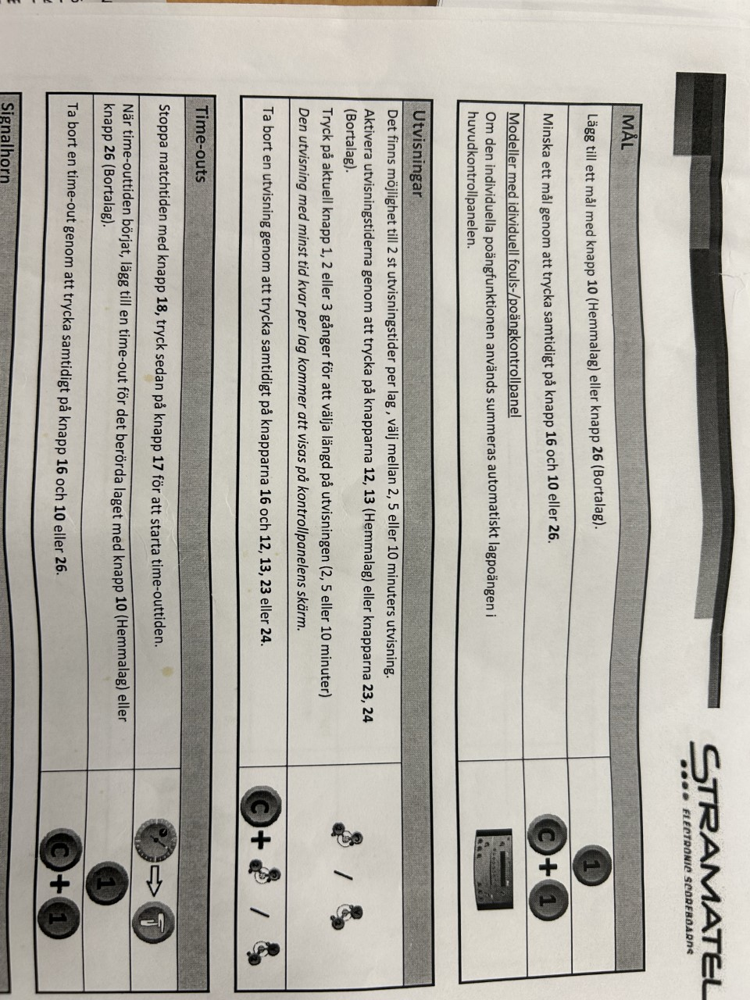 STRAMATEL
ELECTRONIC SCOREBOARDS
MÅL
Lägg till ett mål med knapp 10 (Hemmalag) eller knapp 26 (Bortalag).
1
Minska ett mål genom att trycka samtidigt på knapp 16 och 10 eller 26.
C + 1
Modeller med idividuell fouls-/poängkontrollpanel
Om den individuella poängfunktionen används summeras automatiskt lagpoängen i
huvudkontrollpanelen.
Utvisningar
Det finns möjlighet till 2 st utvisningstider per lag , välj mellan 2, 5 eller 10 minuters utvisning.
Aktivera utvisningstiderna genom att trycka på knapparna 12, 13 (Hemmalag) eller knapparna 23, 24
(Bortalag).
Tryck på aktuell knapp 1, 2 eller 3 gånger för att välja längd på utvisningen (2, 5 eller 10 minuter)
Den utvisning med minst tid kvar per lag kommer att visas på kontrollpanelens skärm.
/
Ta bort en utvisning genom att trycka samtidigt på knapparna 16 och 12, 13, 23 eller 24.
C + /
Time-outs
Stoppa matchtiden med knapp 18, tryck sedan på knapp 17 för att starta time-outtiden.
När time-outtiden börjat, lägg till en time-out för det berörda laget med knapp 10 (Hemmalag) eller
knapp 26 (Bortalag).
1
Ta bort en time-out genom att trycka samtidigt på knapp 16 och 10 eller 26.
C + 1
Signalhorn